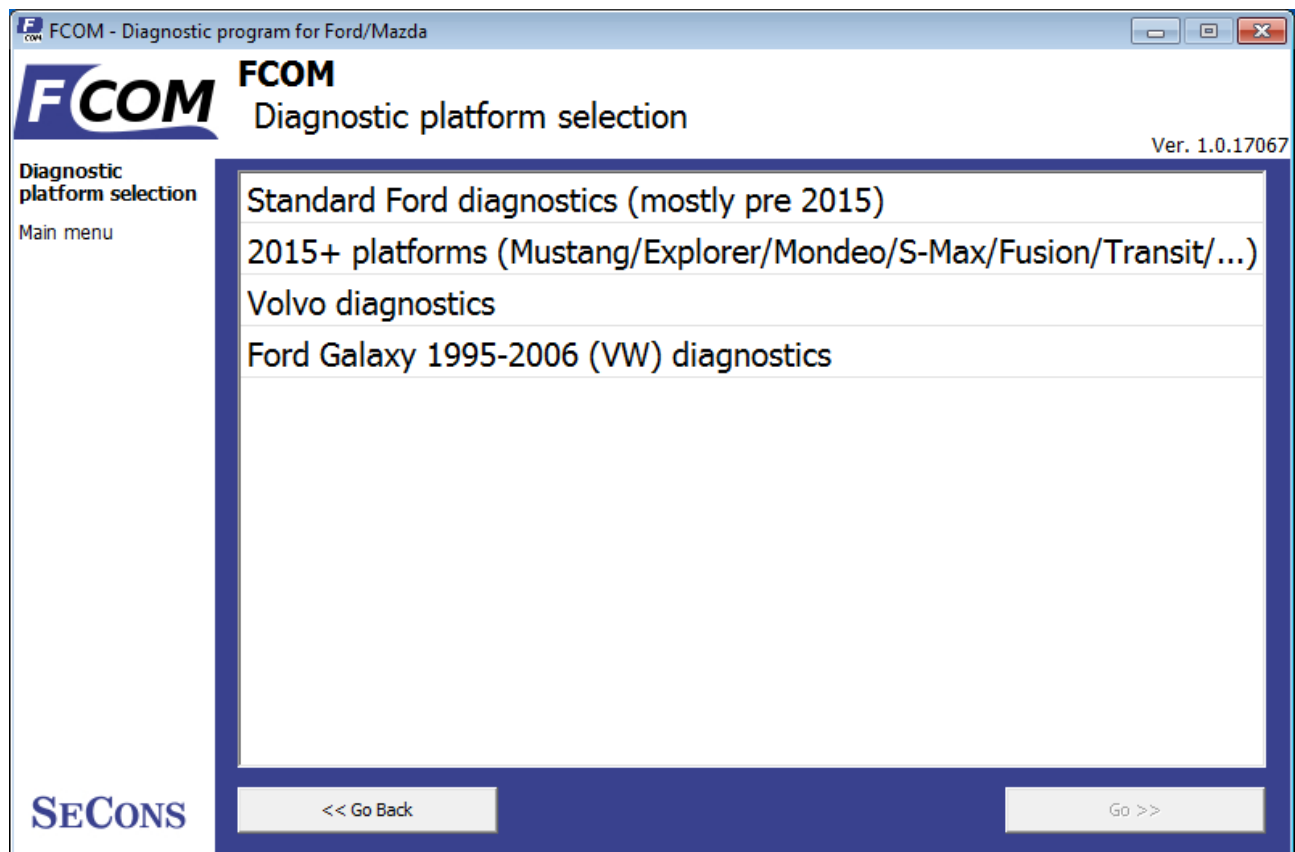 FCOM - Diagnostic program for Ford/Mazda
FCOM
FCOM
Diagnostic platform selection
Ver. 1.0.17067
Diagnostic
platform selection
Main menu
Standard Ford diagnostics (mostly pre 2015)
2015+ platforms (Mustang/Explorer/Mondeo/S-Max/Fusion/Transit/...)
Volvo diagnostics
Ford Galaxy 1995-2006 (VW) diagnostics
SECONS
<< Go Back
Go >>